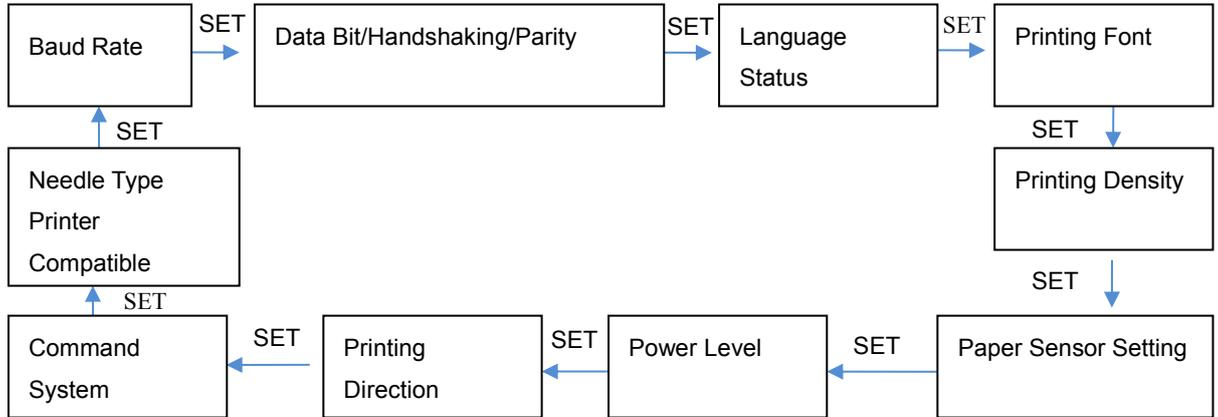 Baud Rate
SET
Data Bit/Handshaking/Parity
SET
Language
Status
SET
Printing Font
SET
Printing Density
SET
Paper Sensor Setting
SET
Power Level
SET
Printing
Direction
SET
Command
System
SET
Needle Type
Printer
Compatible
SET